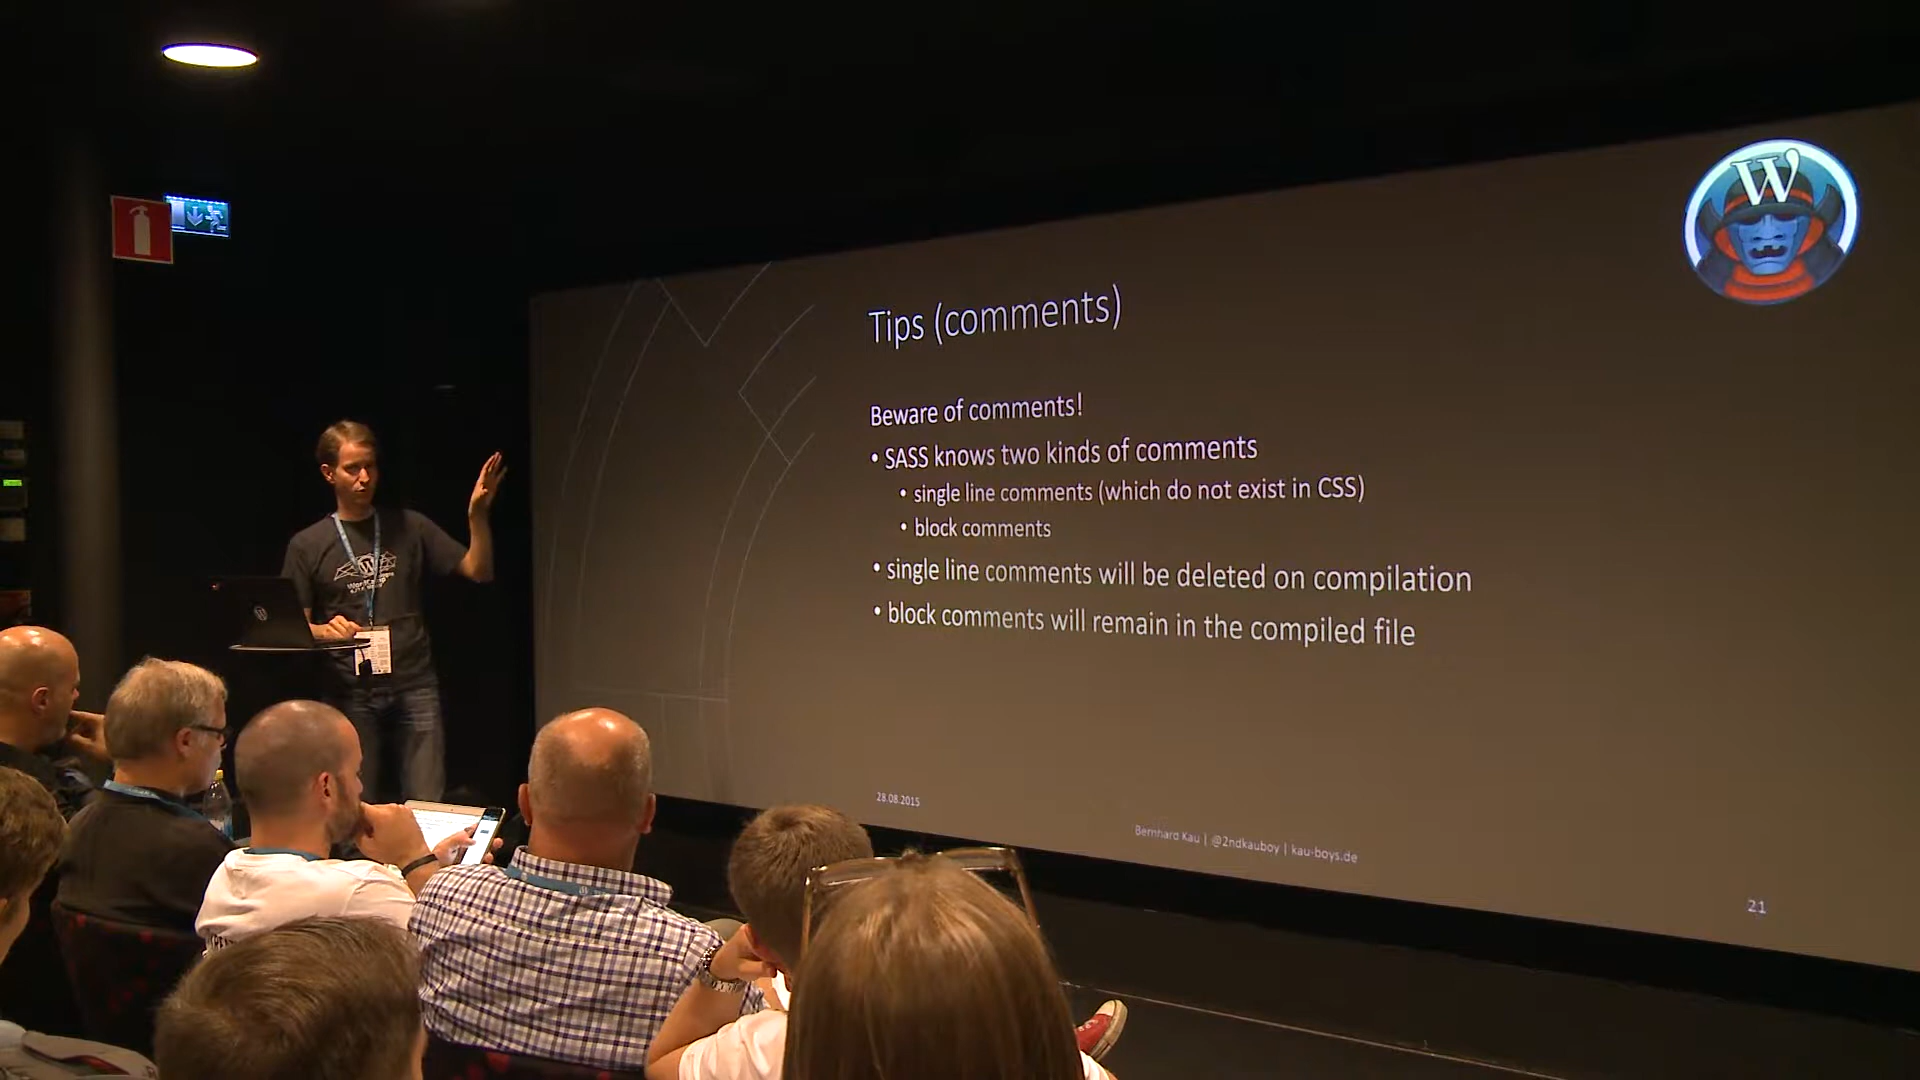 W
Tips (comments)
Beware of comments!
• SASS knows two kinds of comments
• single line comments (which do not exist in CSS)
• block comments
• single line comments will be deleted on compilation
• block comments will remain in the compiled file
28.08.2015
Bernhard Kau | @2ndkauboy | kau-boys.de
21